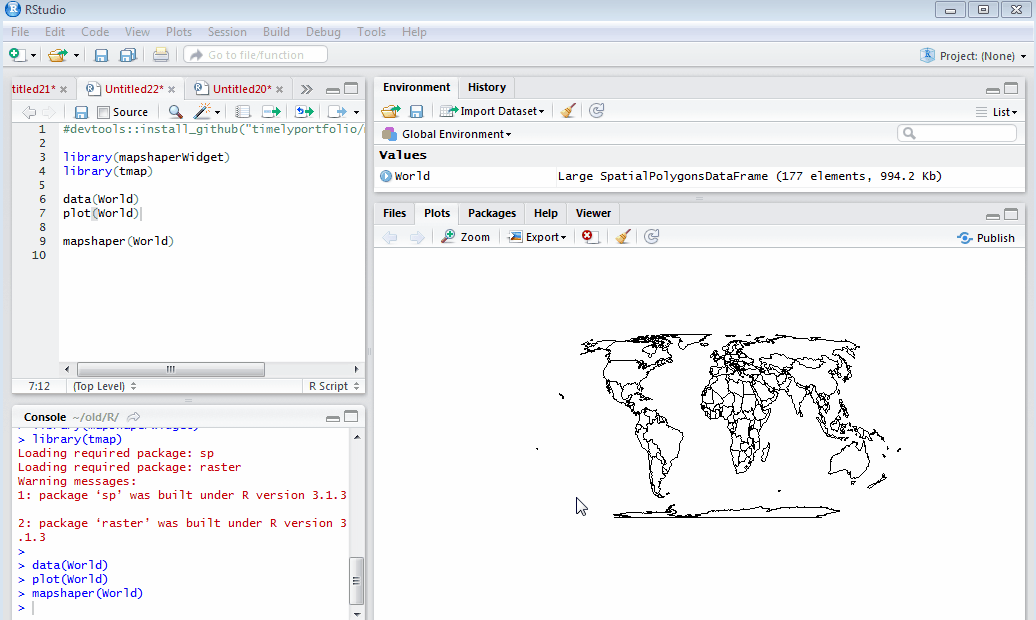 RStudio
File Edit Code View Plots Session Build Debug Tools Help
Go to file/function
Project: (None)
titled21*
Untitled22*
Untitled20*
Source
1 #devtools::install_github("timelyportfolio/
2
3 library(mapshaperWidget)
4 library(tmap)
5
6 data(World)
7 plot(World)
8
9 mapshaper(World)
10
7:12 (Top Level) R Script
Console ~/old/R/
> library(mapshaperWidget)
> library(tmap)
Loading required package: sp
Loading required package: raster
Warning messages:
1: package ‘sp’ was built under R version 3.1.3
2: package ‘raster’ was built under R version 3
.1.3
>
> data(World)
> plot(World)
> mapshaper(World)
>
Environment History
Import Dataset
List
Global Environment
Values
World Large SpatialPolygonsDataFrame (177 elements, 994.2 Kb)
Files Plots Packages Help Viewer
Zoom Export
Publish